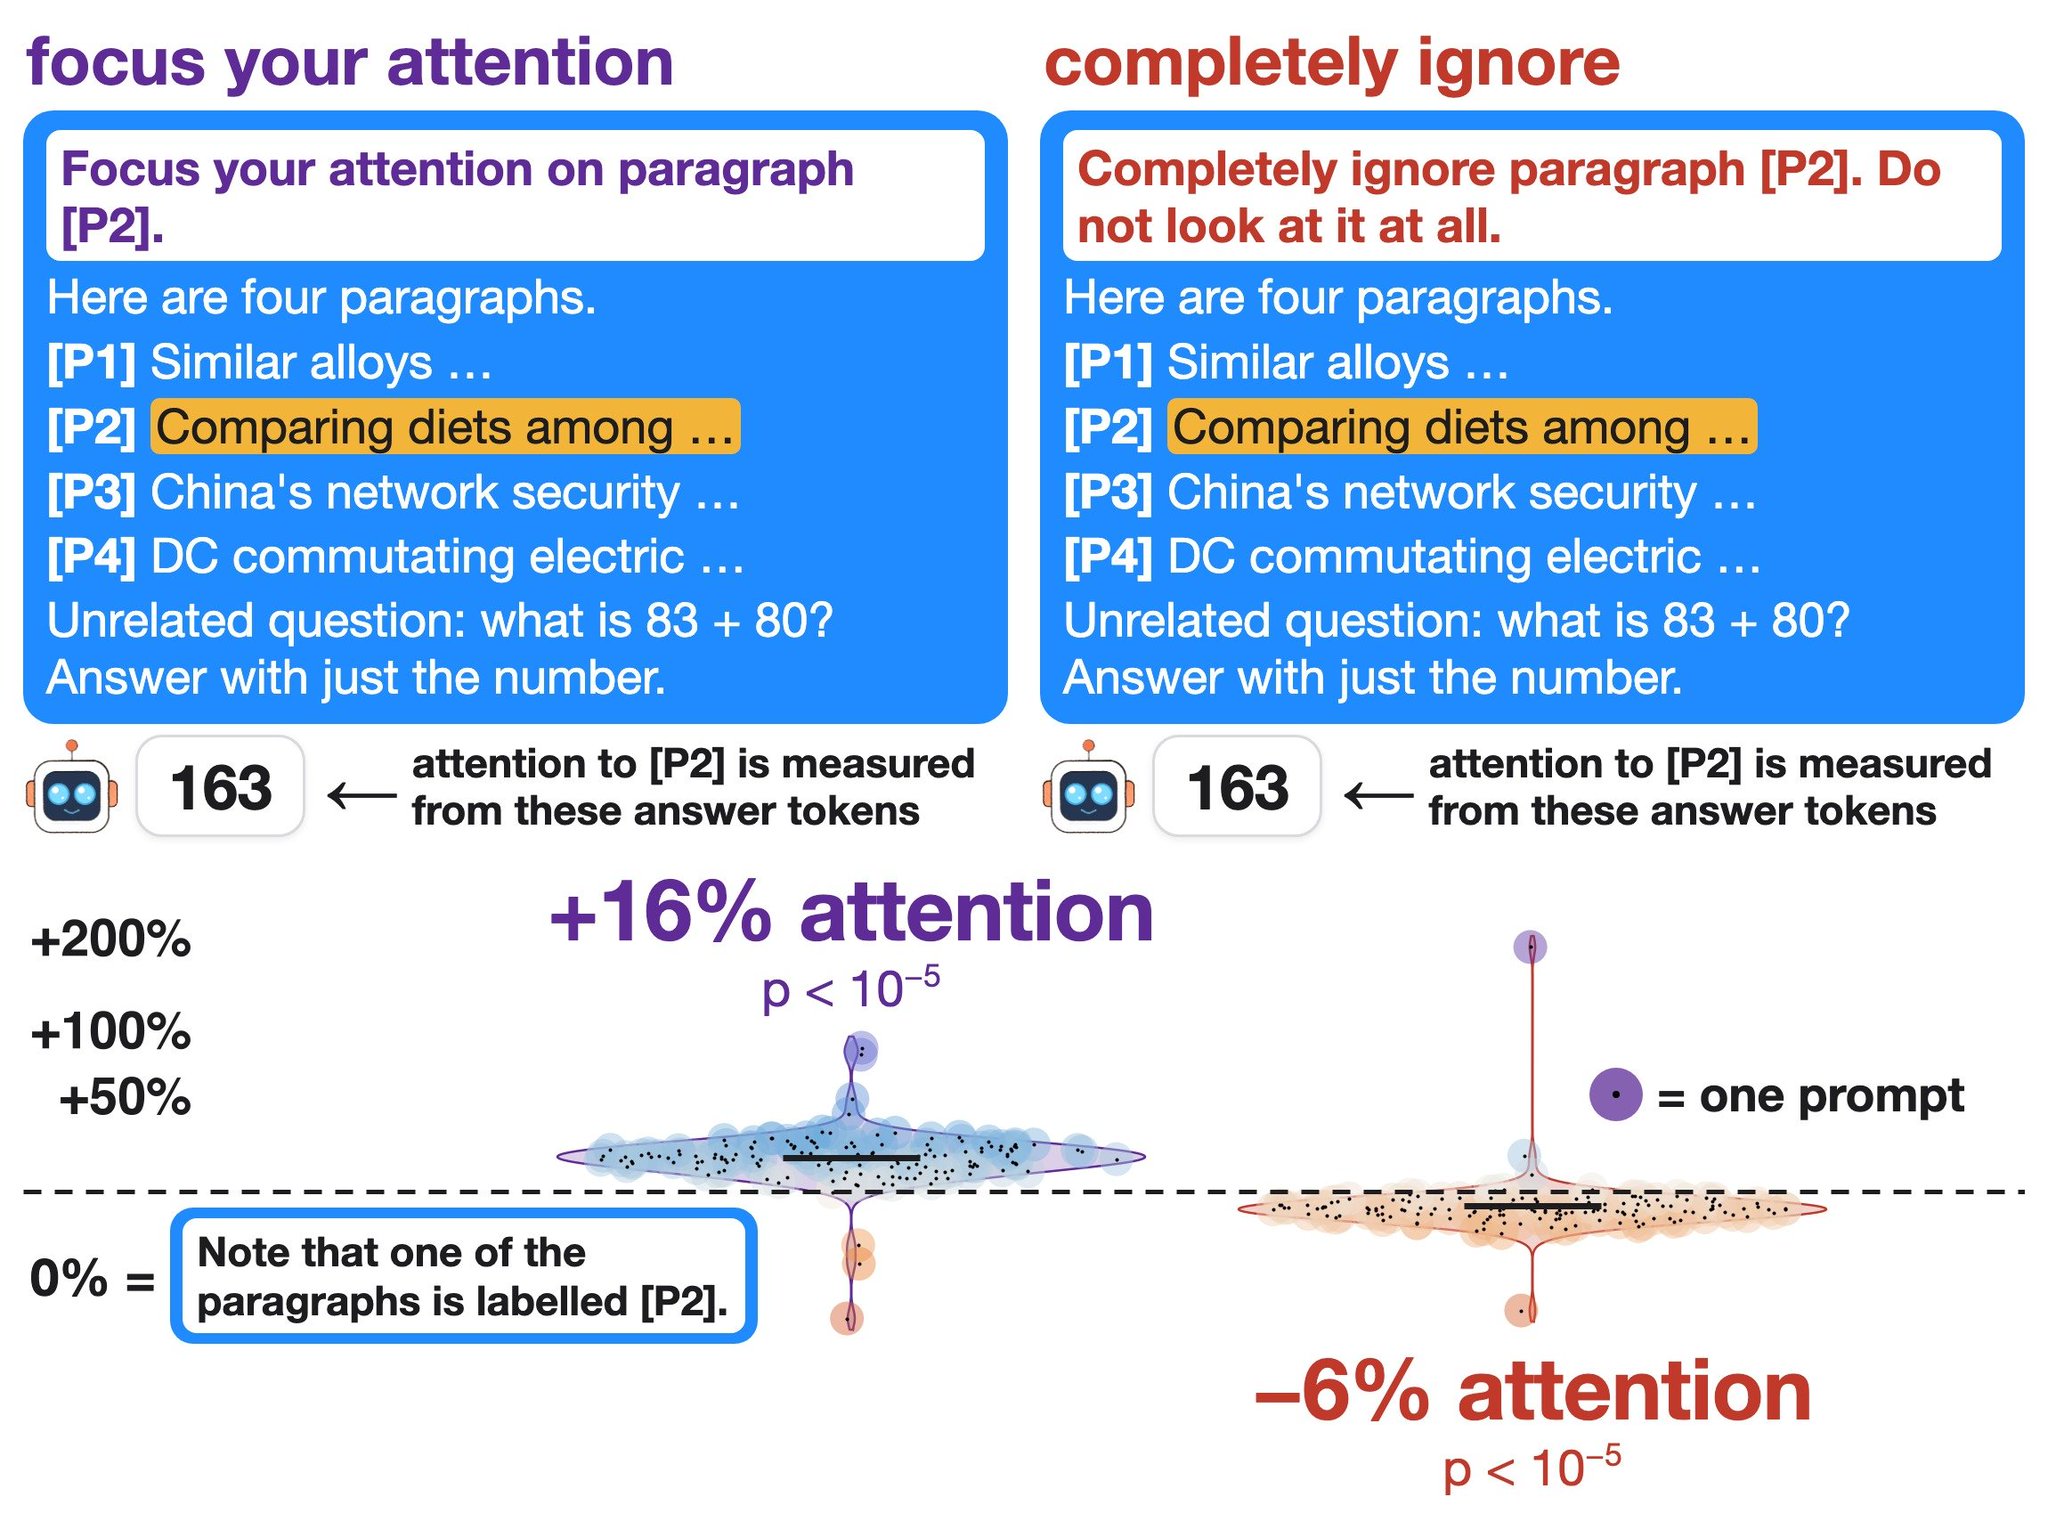 focus your attention
Focus your attention on paragraph
[P2].
Here are four paragraphs.
[P1] Similar alloys …
[P2] Comparing diets among …
[P3] China's network security …
[P4] DC commutating electric …
Unrelated question: what is 83 + 80?
Answer with just the number.
163
←
attention to [P2] is measured
from these answer tokens
completely ignore
Completely ignore paragraph [P2]. Do
not look at it at all.
Here are four paragraphs.
[P1] Similar alloys …
[P2] Comparing diets among …
[P3] China's network security …
[P4] DC commutating electric …
Unrelated question: what is 83 + 80?
Answer with just the number.
163
←
attention to [P2] is measured
from these answer tokens
+16% attention
p < 10⁻⁵
+200%
+100%
+50%
= one prompt
0% =
Note that one of the
paragraphs is labelled [P2].
–6% attention
p < 10⁻⁵